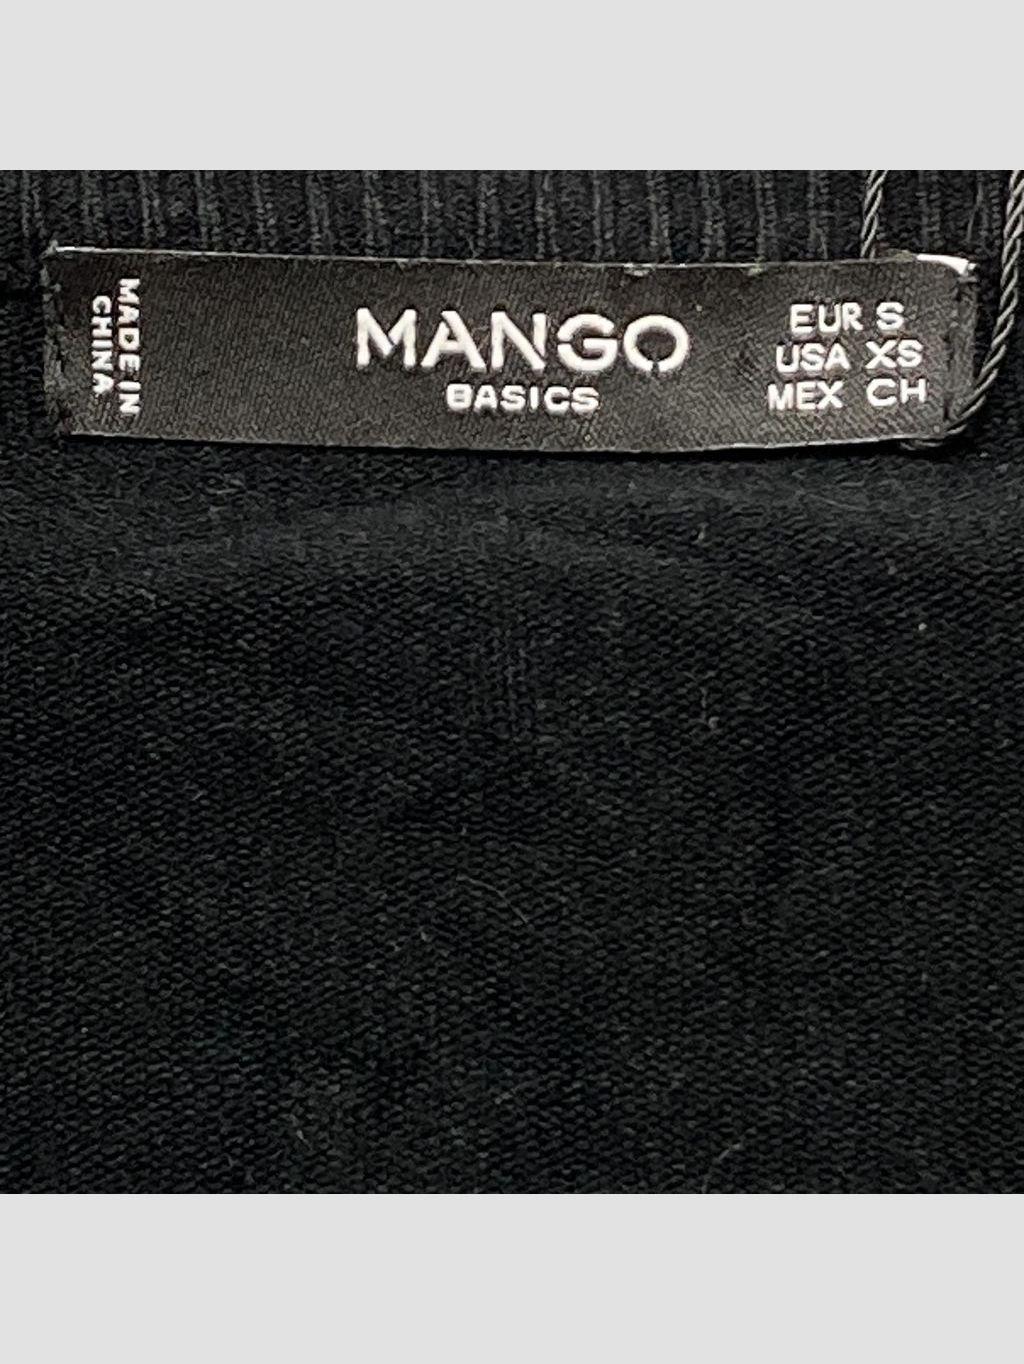 MADE IN
CHINA
MANGO
BASICS
EUR S
USA XS
MEX CH